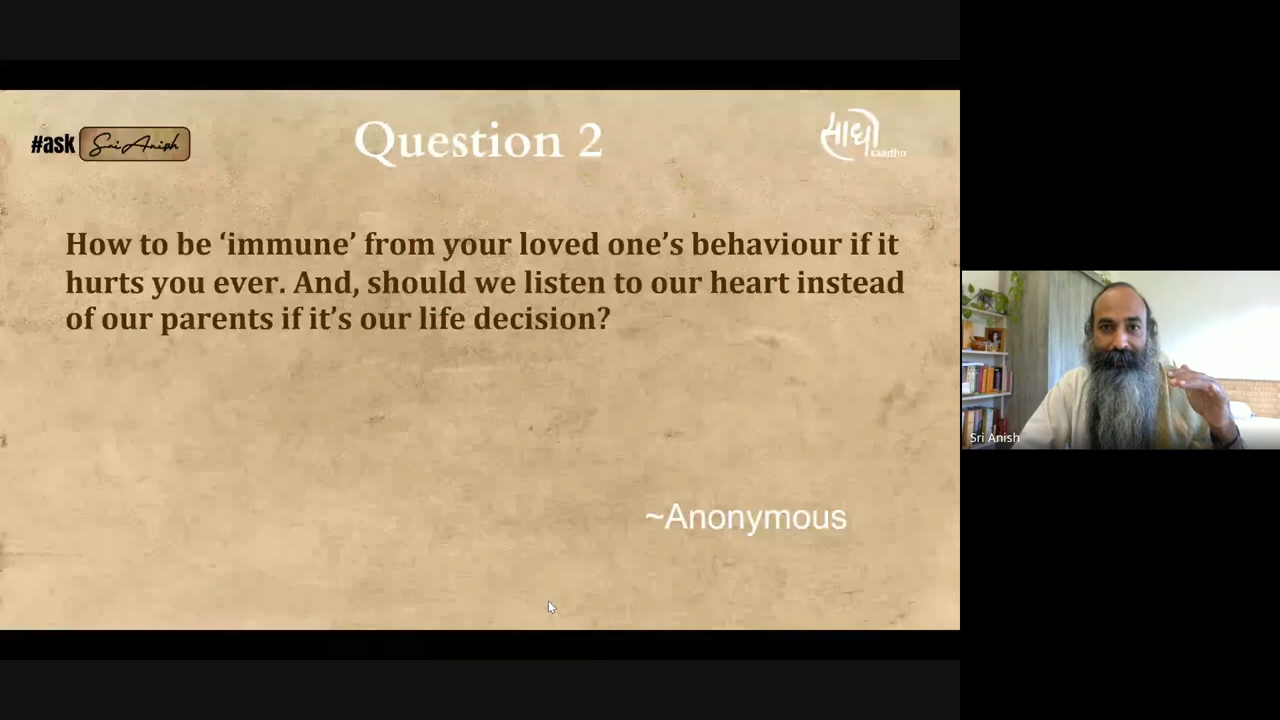 #ask Sri Anish
Question 2
સાધો
saadho
How to be ‘immune’ from your loved one’s behaviour if it
hurts you ever. And, should we listen to our heart instead
of our parents if it’s our life decision?
~Anonymous
Sri Anish